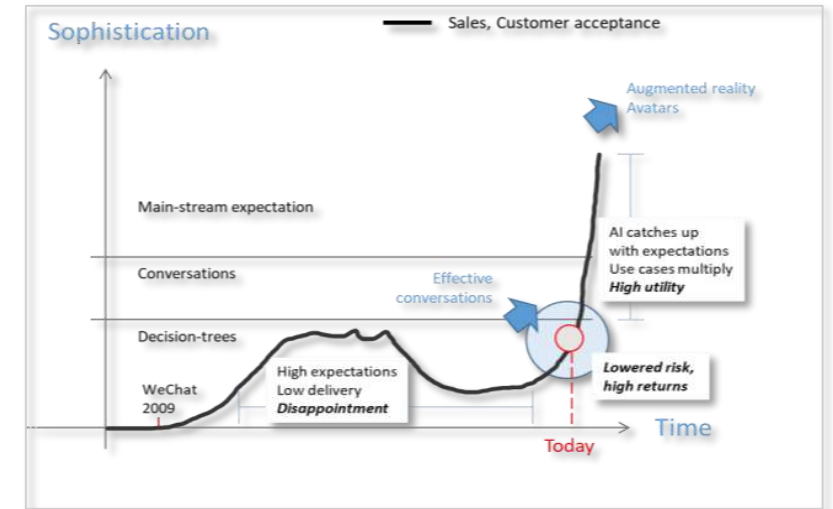 Sophistication
Sales, Customer acceptance
Augmented reality
Avatars
Main-stream expectation
AI catches up
with expectations
Use cases multiply
High utility
Conversations
Effective
conversations
Decision-trees
High expectations
Low delivery
Disappointment
Lowered risk,
high returns
WeChat
2009
Time
Today